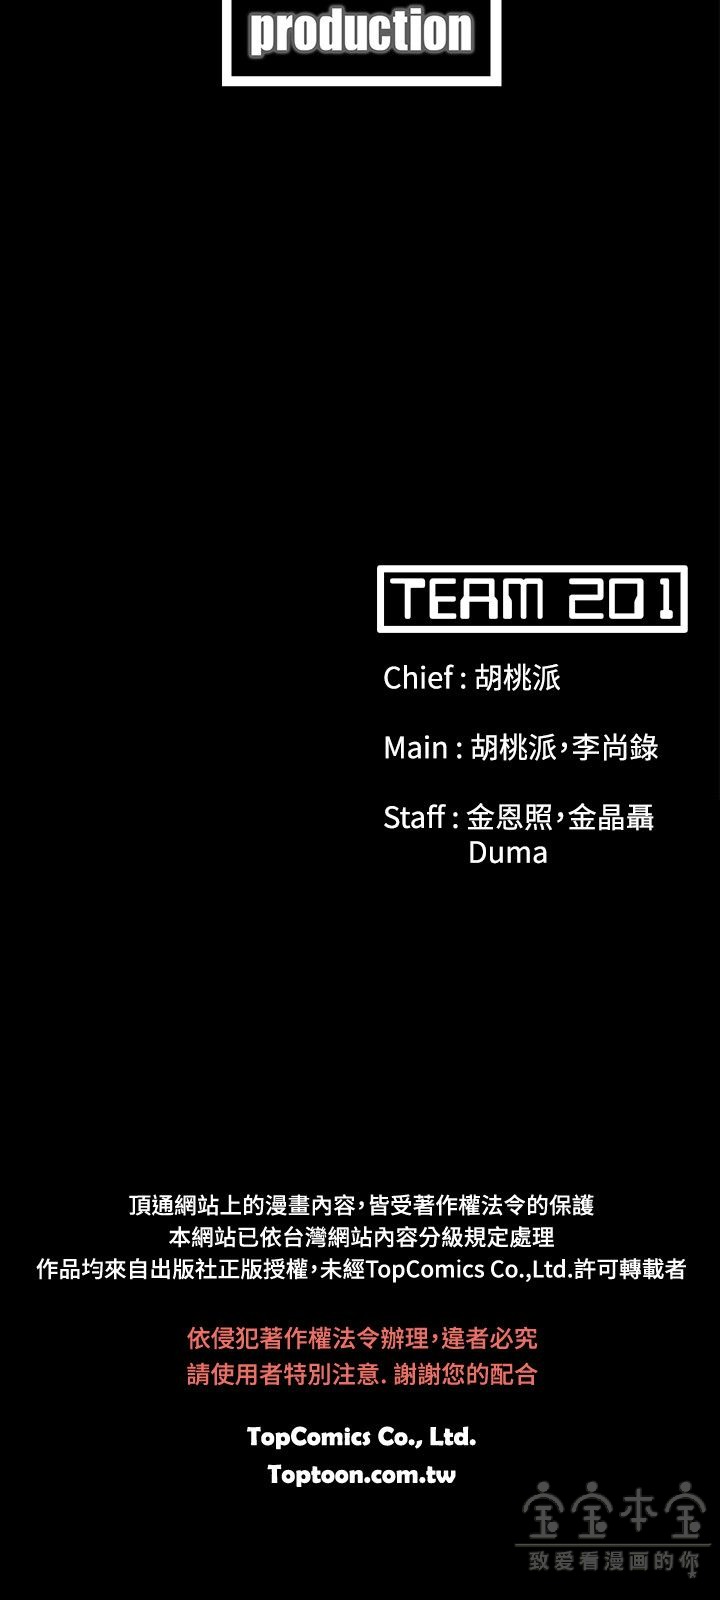 production
TEAM 201
Chief : 胡桃派
Main : 胡桃派，李尚錄
Staff : 金恩照，金晶聶
Duma
頂通網站上的漫畫內容，皆受著作權法令的保護
本網站已依台灣網站內容分級規定處理
作品均來自出版社正版授權，未經TopComics Co.,Ltd.許可轉載者
依侵犯著作權法令辦理，違者必究
請使用者特別注意. 謝謝您的配合
TopComics Co., Ltd.
Toptoon.com.tw
宝宝本宝
致爱看漫画的你